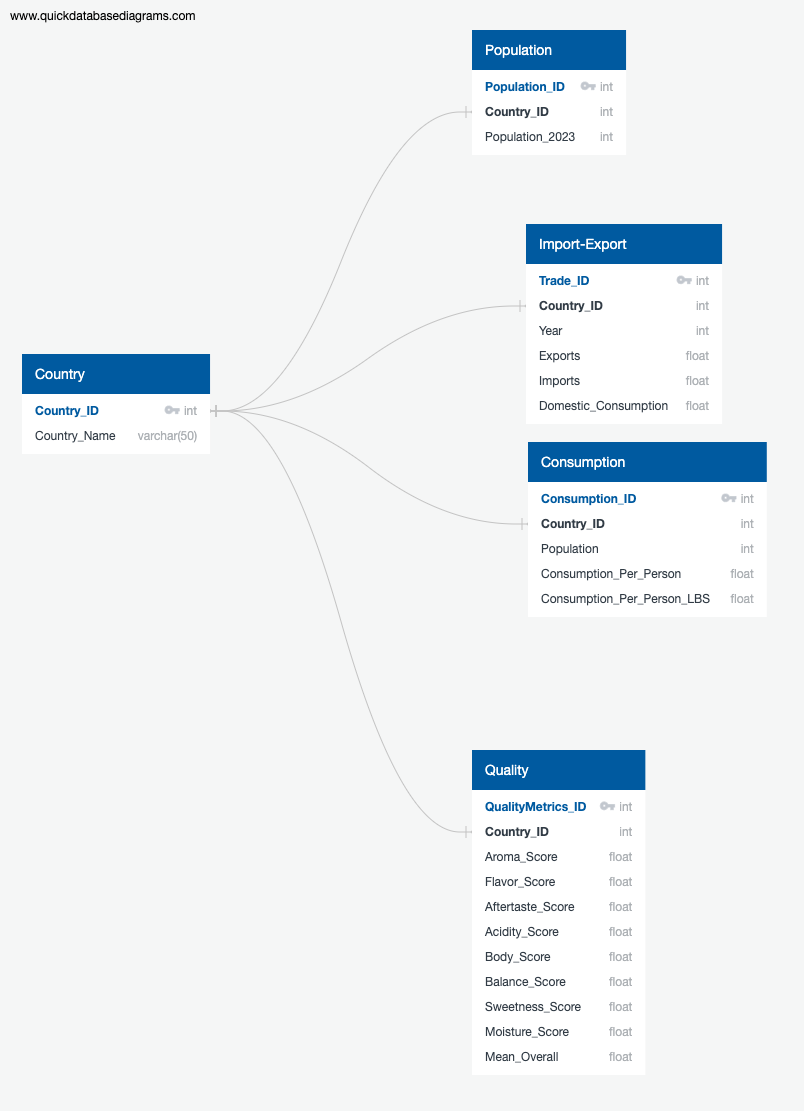 www.quickdatabasediagrams.com
Population
Population_ID int
Country_ID int
Population_2023 int
Import-Export
Trade_ID int
Country_ID int
Year int
Exports float
Imports float
Domestic_Consumption float
Country
Country_ID int
Country_Name varchar(50)
Consumption
Consumption_ID int
Country_ID int
Population int
Consumption_Per_Person float
Consumption_Per_Person_LBS float
Quality
QualityMetrics_ID int
Country_ID int
Aroma_Score float
Flavor_Score float
Aftertaste_Score float
Acidity_Score float
Body_Score float
Balance_Score float
Sweetness_Score float
Moisture_Score float
Mean_Overall float